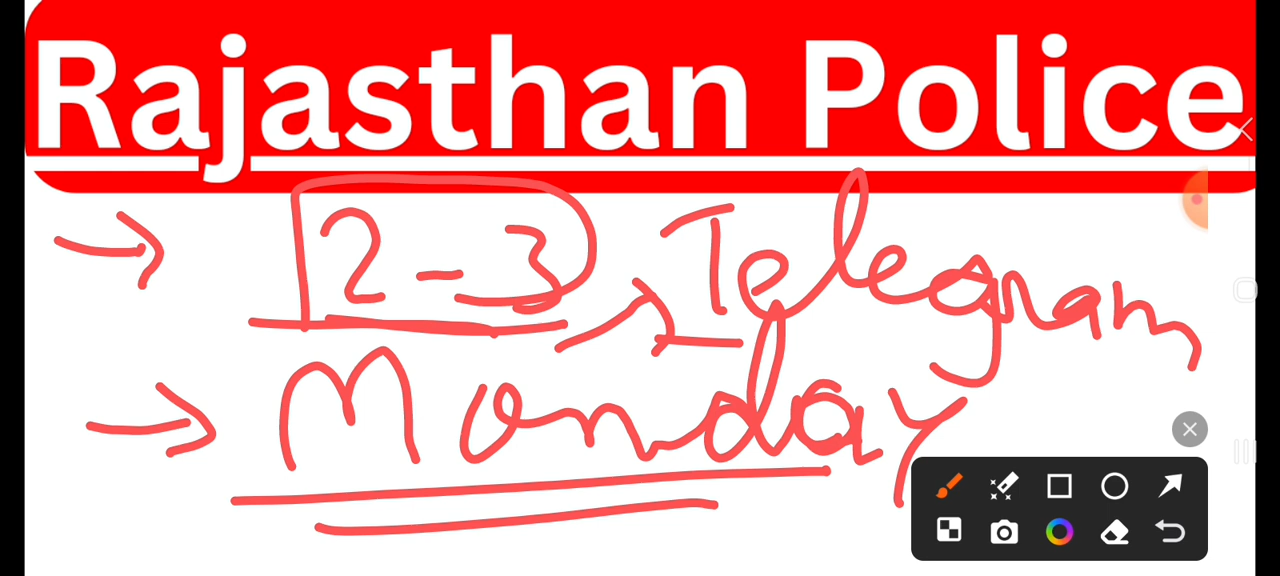 Rajasthan Police
→ 2-3 → Telegram
→ Monday